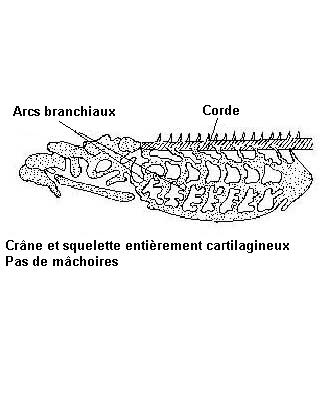 Arcs branchiaux
Corde
Crâne et squelette entièrement cartilagineux
Pas de mâchoires